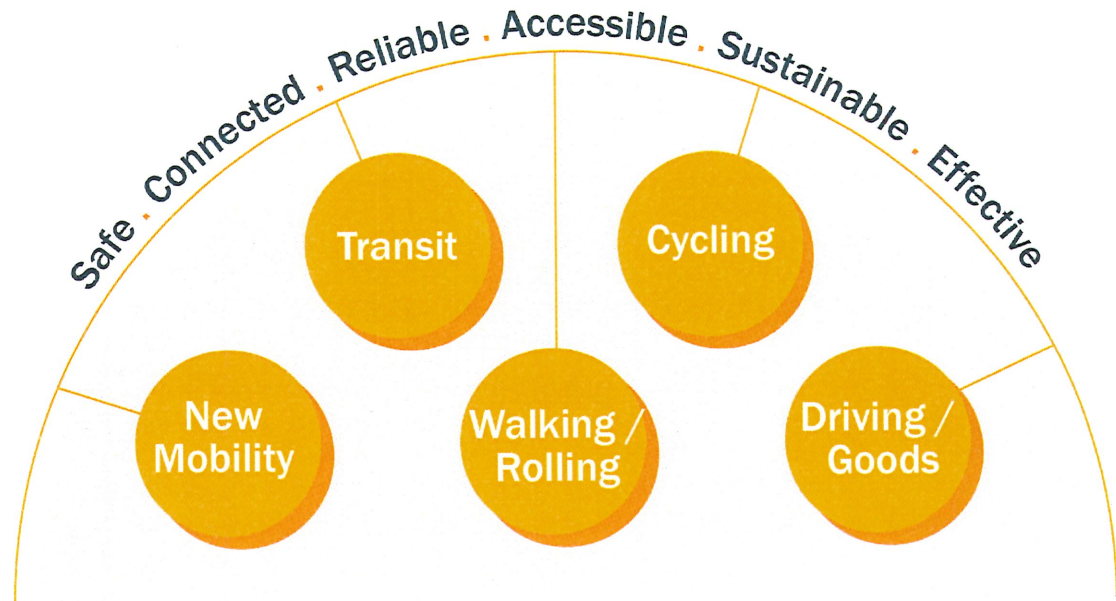 Safe . Connected . Reliable . Accessible . Sustainable . Effective
Transit
Cycling
New
Mobility
Walking /
Rolling
Driving /
Goods